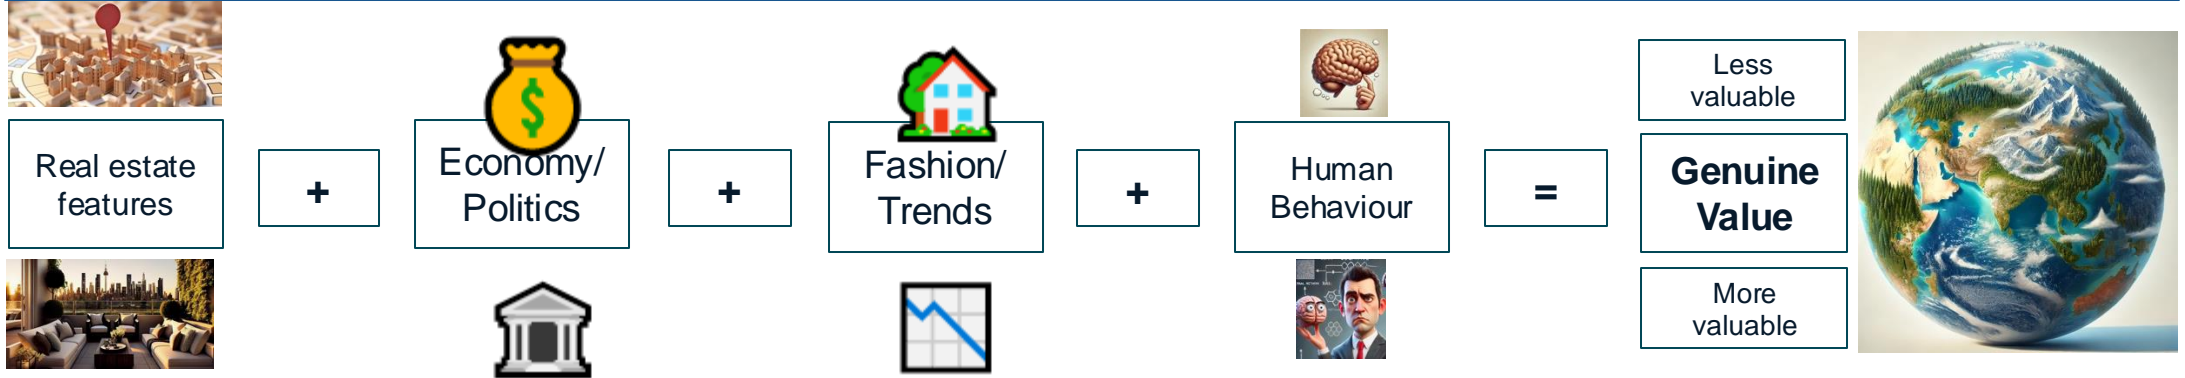 Real estate
features
+
Economy/
Politics
+
Fashion/
Trends
+
Human
Behaviour
=
Less
valuable
Genuine
Value
More
valuable